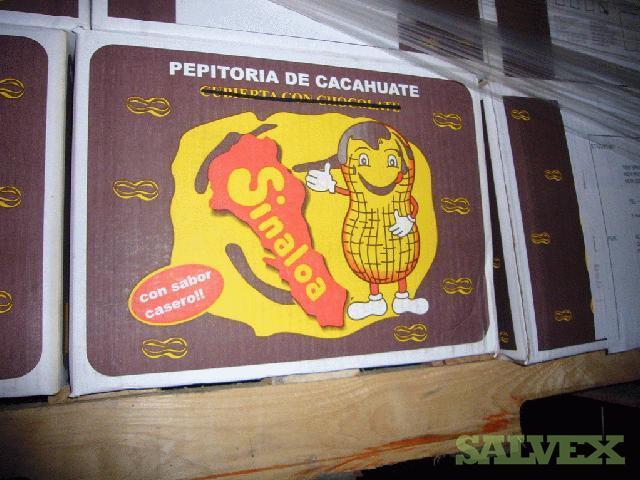 PEPITORIA DE CACAHUATE
CUBIERTA CON CHOCOLATE
Sinaloa
con sabor
casero!!
SALVEX